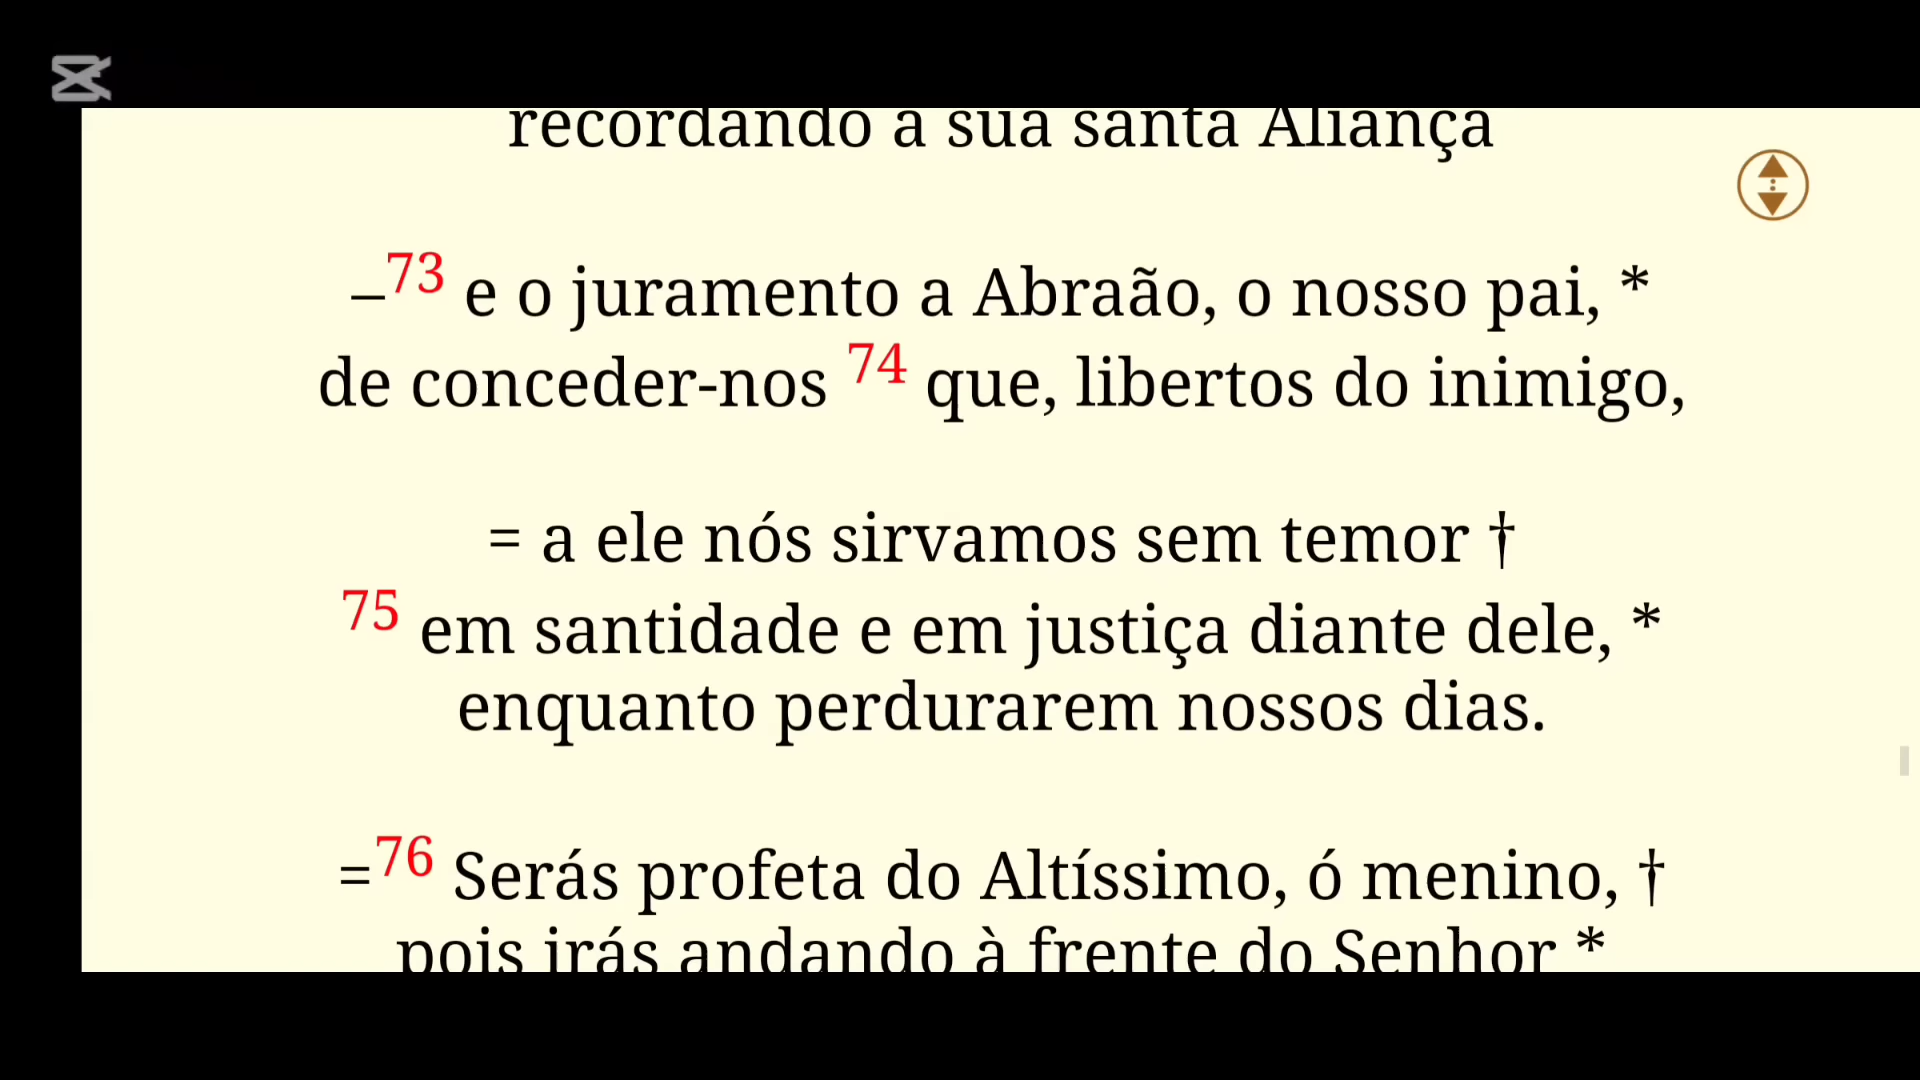 recordando a sua santa Aliança
–73 e o juramento a Abraão, o nosso pai, *
de conceder-nos 74 que, libertos do inimigo,
= a ele nós sirvamos sem temor †
75 em santidade e em justiça diante dele, *
enquanto perdurarem nossos dias.
=76 Serás profeta do Altíssimo, ó menino, †
pois irás andando à frente do Senhor *